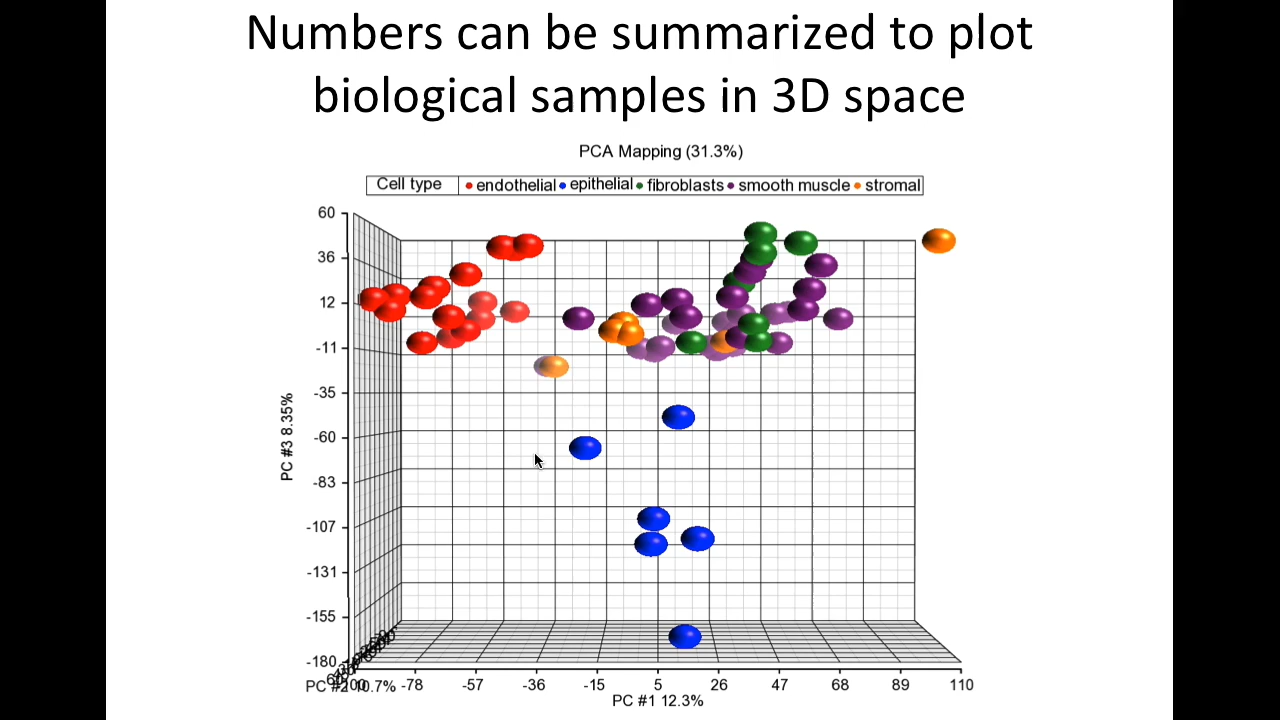 Numbers can be summarized to plot
biological samples in 3D space
PCA Mapping (31.3%)
Cell type endothelial epithelial fibroblasts smooth muscle stromal
60
36
12
-11
-35
-60
-83
-107
-131
-155
-180
PC #3 8.35%
PC #2 10.7%
-78 -57 -36 -15 5 26 47 68 89 110
PC #1 12.3%